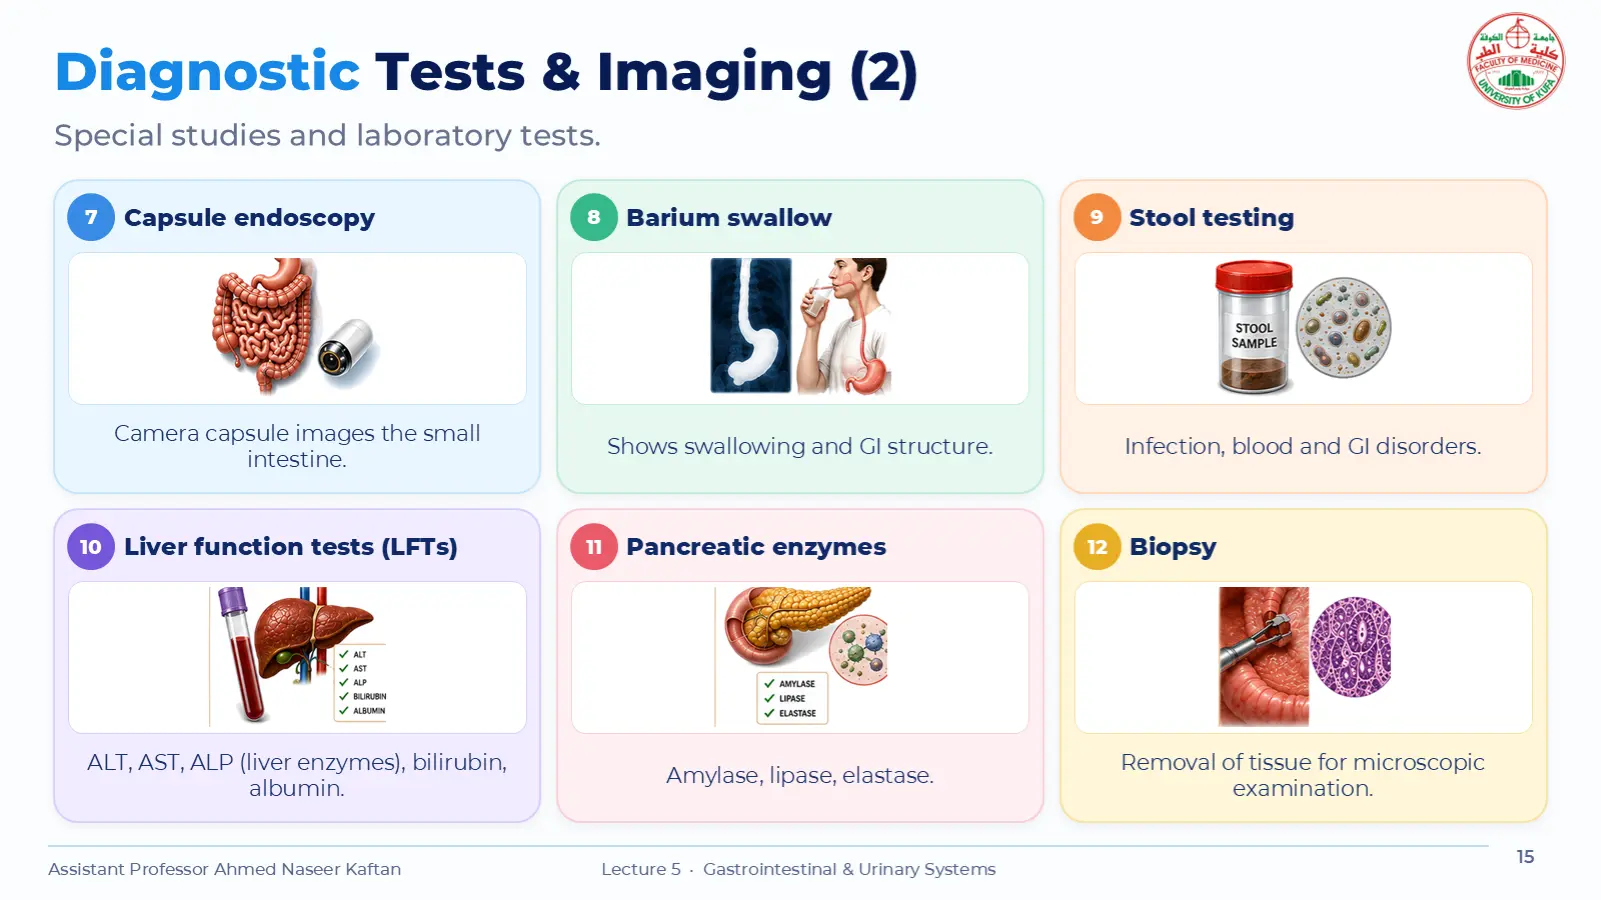 Diagnostic Tests & Imaging (2)
Special studies and laboratory tests.
جامعة الكوفة
كلية الطب
FACULTY OF MEDICINE
UNIVERSITY OF KUFA
7 Capsule endoscopy
Camera capsule images the small
intestine.
8 Barium swallow
Shows swallowing and GI structure.
9 Stool testing
STOOL
SAMPLE
Infection, blood and GI disorders.
10 Liver function tests (LFTs)
ALT
AST
ALP
BILIRUBIN
ALBUMIN
ALT, AST, ALP (liver enzymes), bilirubin,
albumin.
11 Pancreatic enzymes
AMYLASE
LIPASE
ELASTASE
Amylase, lipase, elastase.
12 Biopsy
Removal of tissue for microscopic
examination.
Assistant Professor Ahmed Naseer Kaftan
Lecture 5 · Gastrointestinal & Urinary Systems
15